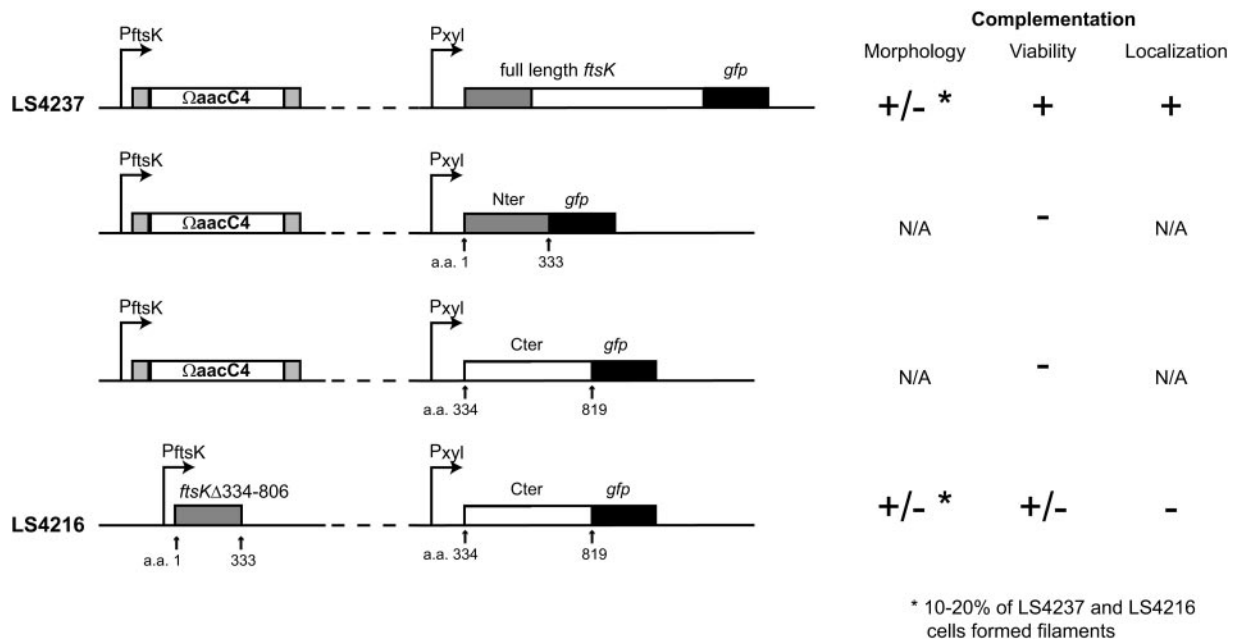 Complementation
PftsK Pxyl Morphology Viability Localization
full length ftsK gfp
LS4237 ΩaacC4 +/- * + +
PftsK Pxyl
Nter gfp
ΩaacC4 N/A - N/A
a.a. 1 333
PftsK Pxyl
Cter gfp
ΩaacC4 N/A - N/A
a.a. 334 819
PftsK Pxyl
ftsKΔ334-806 Cter gfp
LS4216 +/- * +/- -
a.a. 1 333 a.a. 334 819
* 10-20% of LS4237 and LS4216
cells formed filaments